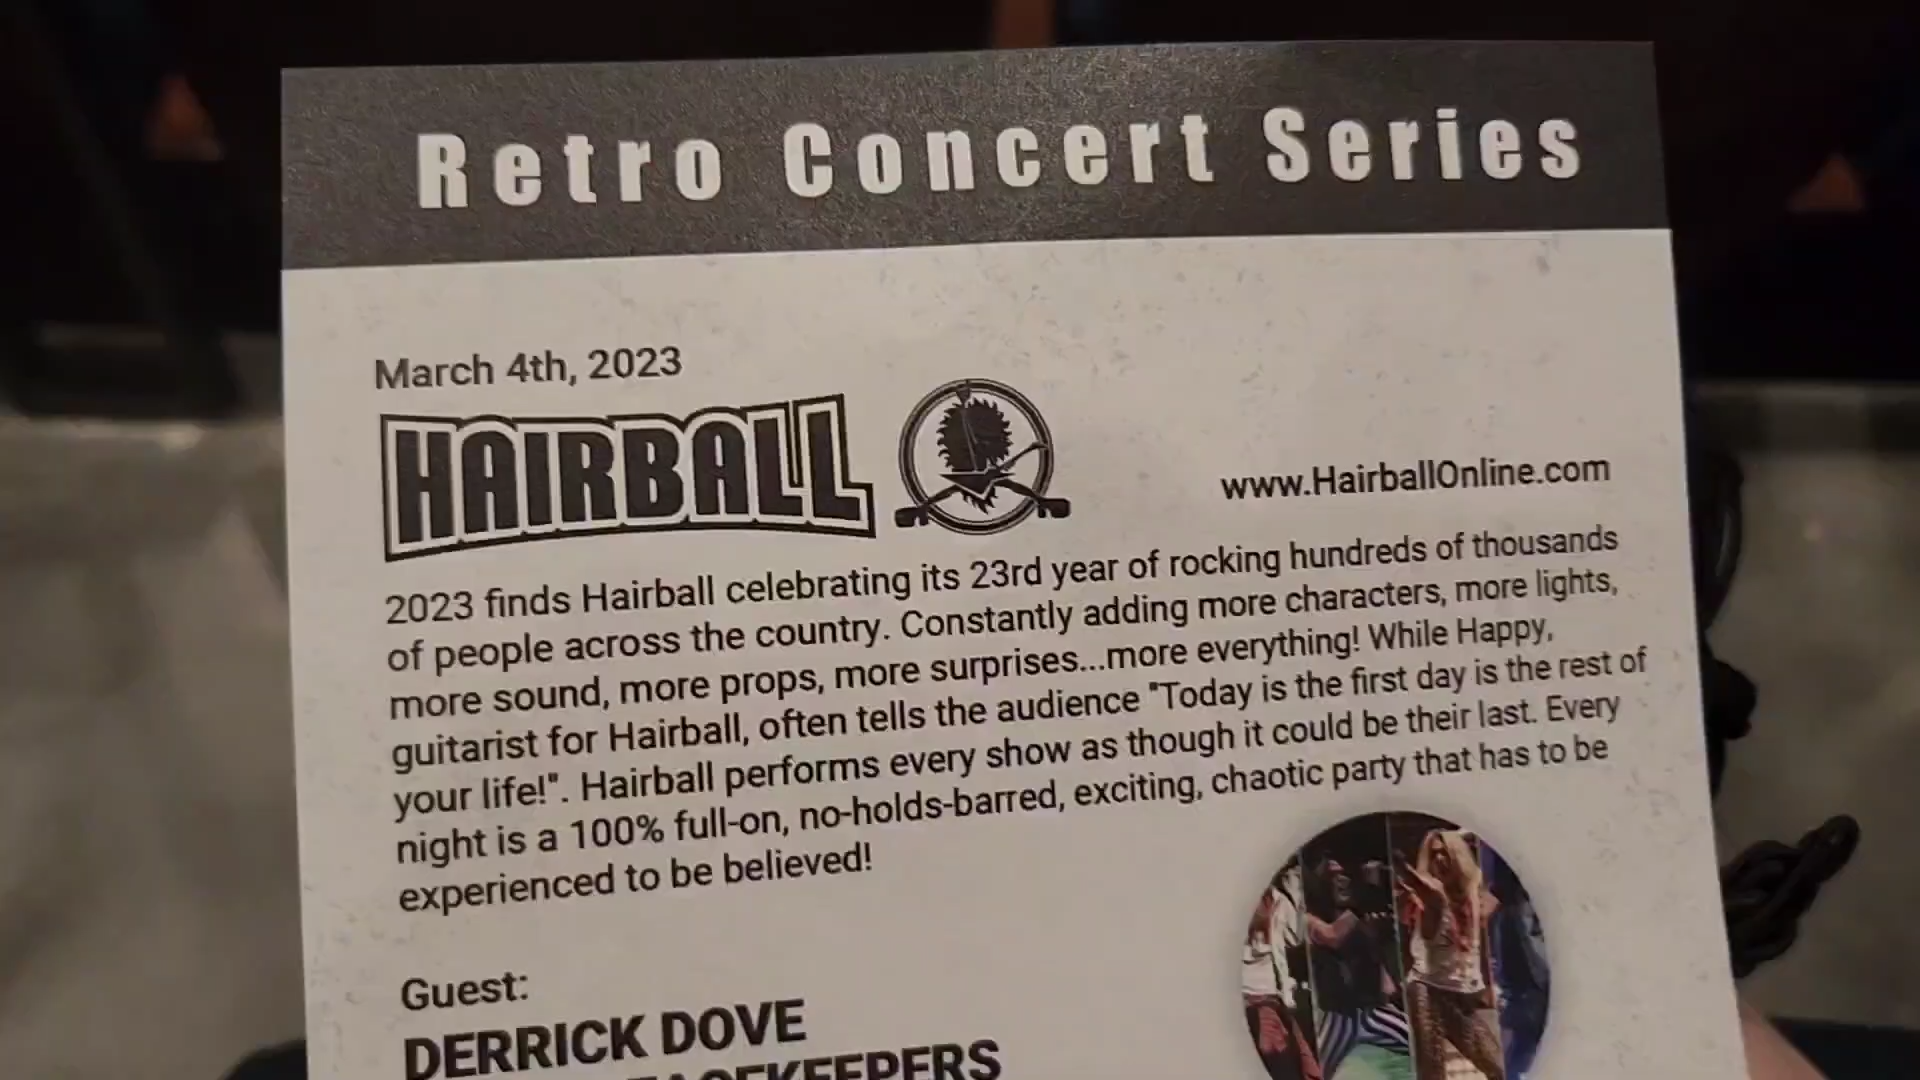 Retro Concert Series
March 4th, 2023
HAIRBALL
www.HairballOnline.com
2023 finds Hairball celebrating its 23rd year of rocking hundreds of thousands
of people across the country. Constantly adding more characters, more lights,
more sound, more props, more surprises...more everything! While Happy,
guitarist for Hairball, often tells the audience "Today is the first day is the rest of
your life!". Hairball performs every show as though it could be their last. Every
night is a 100% full-on, no-holds-barred, exciting, chaotic party that has to be
experienced to be believed!
Guest:
DERRICK DOVE